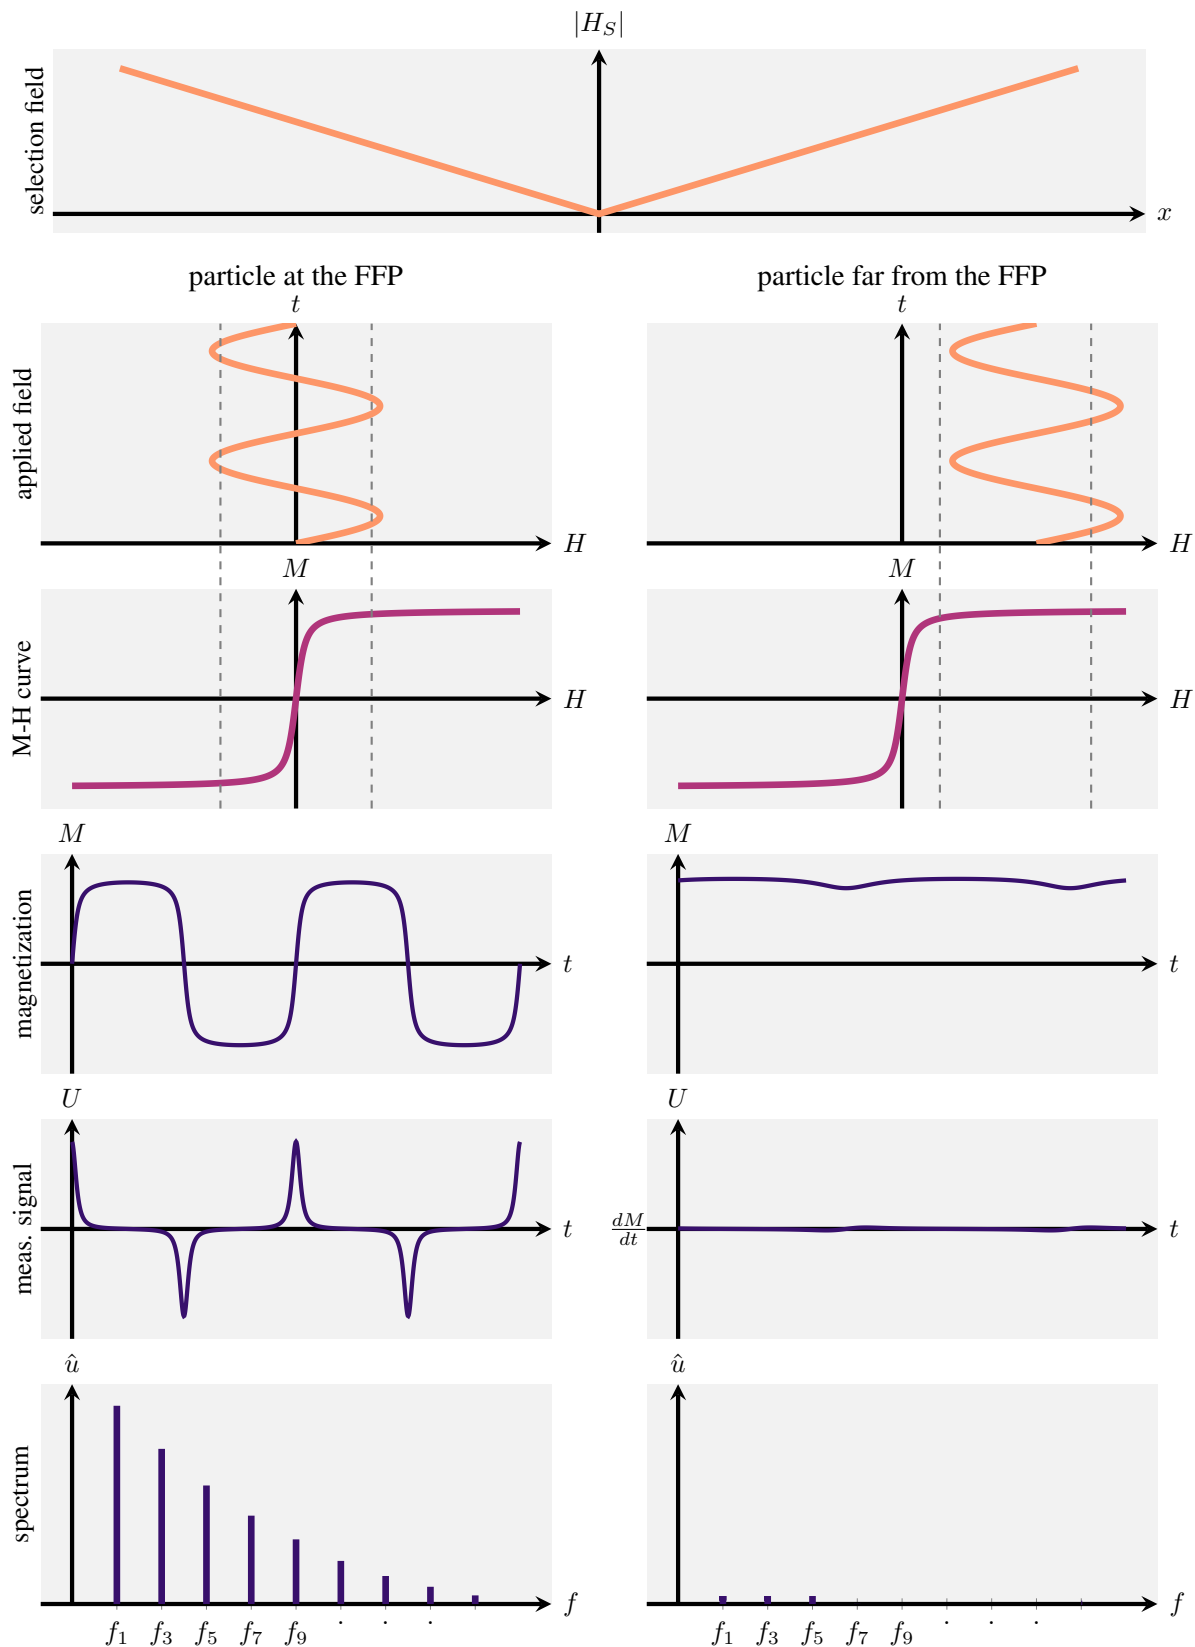 |H_S|
selection field
x
particle at the FFP
particle far from the FFP
t
t
applied field
H
H
M
M
M-H curve
H
H
M
M
magnetization
t
t
U
U
meas. signal
t
dM/dt
t
û
û
spectrum
f
f
f_1 f_3 f_5 f_7 f_9 . . .
f_1 f_3 f_5 f_7 f_9 . . .